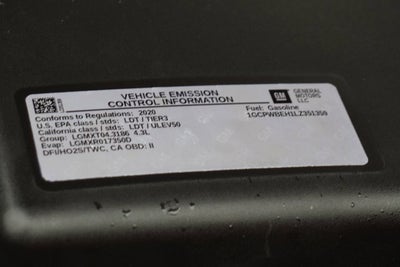 VEHICLE EMISSION
CONTROL INFORMATION
GM
GENERAL
MOTORS
LLC
Conforms to Regulations: 2020
U.S. EPA class / stds: LDT / TIER3
California class / stds: LDT / ULEV50
Group: LGMXT04.3186 4.3L
Evap: LGMXR0173500
DFI/HO2S/TWC, CA OBD: II
Fuel: Gasoline
1GCPWBEH1LZ351350